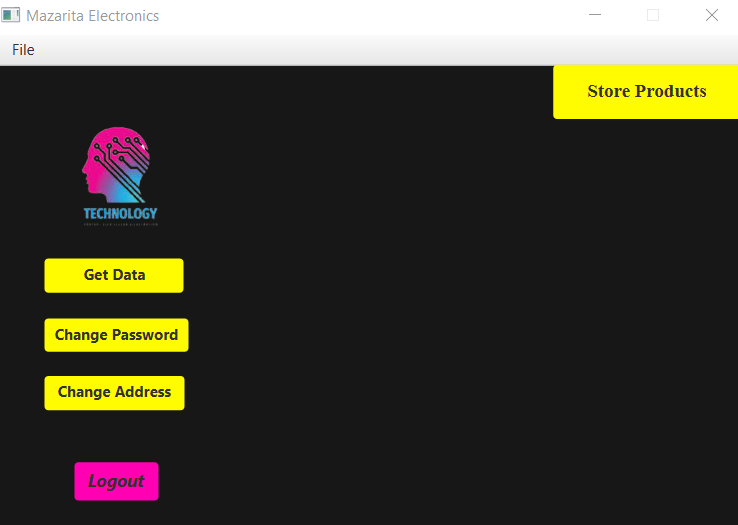 Mazarita Electronics
File
Store Products
TECHNOLOGY
Get Data
Change Password
Change Address
Logout